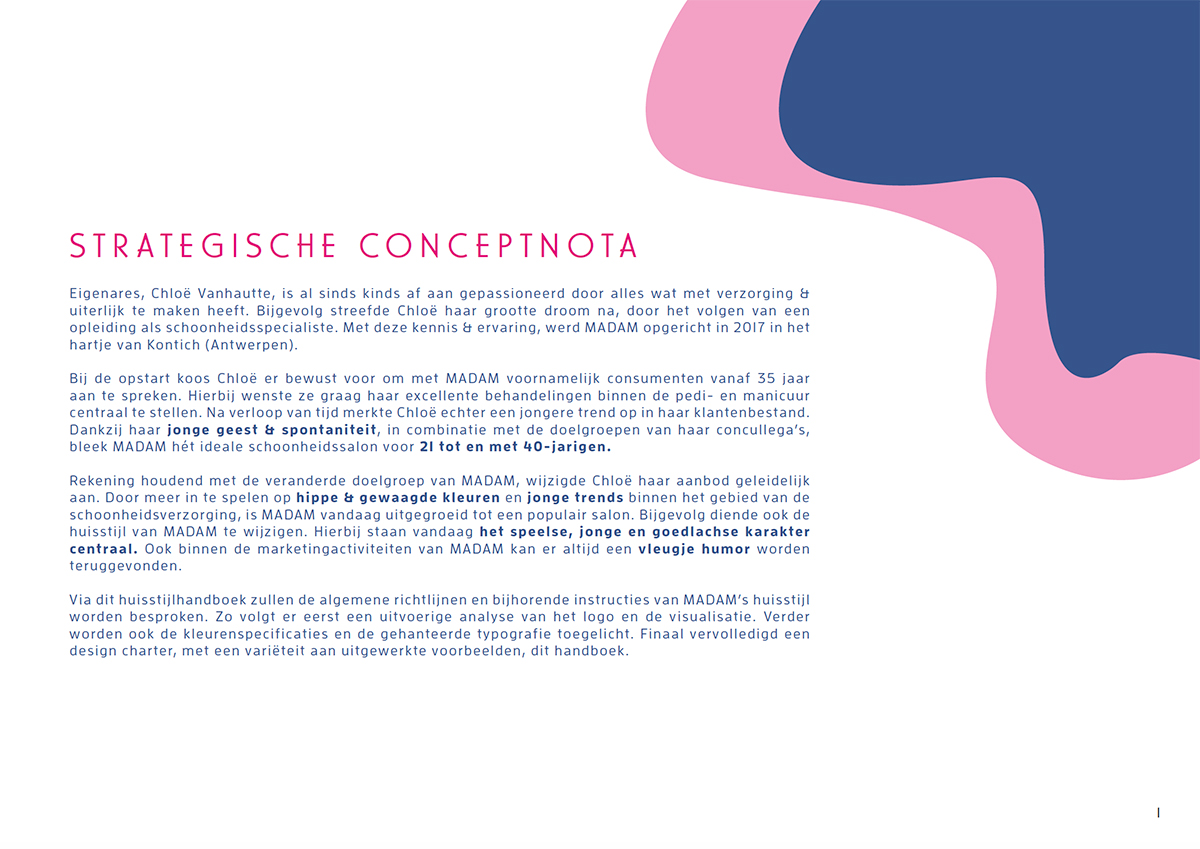 STRATEGISCHE CONCEPTNOTA
Eigenares, Chloë Vanhautte, is al sinds kinds af aan gepassioneerd door alles wat met verzorging &
uiterlijk te maken heeft. Bijgevolg streefde Chloë haar grootte droom na, door het volgen van een
opleiding als schoonheidsspecialiste. Met deze kennis & ervaring, werd MADAM opgericht in 2017 in het
hartje van Kontich (Antwerpen).
Bij de opstart koos Chloë er bewust voor om met MADAM voornamelijk consumenten vanaf 35 jaar
aan te spreken. Hierbij wenste ze graag haar excellente behandelingen binnen de pedi- en manicuur
centraal te stellen. Na verloop van tijd merkte Chloë echter een jongere trend op in haar klantenbestand.
Dankzij haar jonge geest & spontaniteit, in combinatie met de doelgroepen van haar concullega's,
bleek MADAM hét ideale schoonheidssalon voor 21 tot en met 40-jarigen.
Rekening houdend met de veranderde doelgroep van MADAM, wijzigde Chloë haar aanbod geleidelijk
aan. Door meer in te spelen op hippe & gewaagde kleuren en jonge trends binnen het gebied van de
schoonheidsverzorging, is MADAM vandaag uitgegroeid tot een populair salon. Bijgevolg diende ook de
huisstijl van MADAM te wijzigen. Hierbij staan vandaag het speelse, jonge en goedlachse karakter
centraal. Ook binnen de marketingactiviteiten van MADAM kan er altijd een vleugje humor worden
teruggevonden.
Via dit huisstijlhandboek zullen de algemene richtlijnen en bijhorende instructies van MADAM's huisstijl
worden besproken. Zo volgt er eerst een uitvoerige analyse van het logo en de visualisatie. Verder
worden ook de kleurenspecificaties en de gehanteerde typografie toegelicht. Finaal vervolledigd een
design charter, met een variëteit aan uitgewerkte voorbeelden, dit handboek.
1